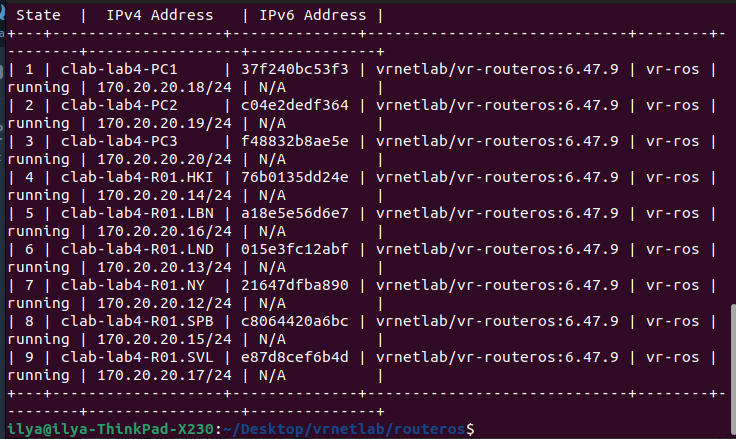 State  |  IPv4 Address   | IPv6 Address |
+---+-----------------+--------------+----------------------------+--------+-
--------+-----------------+--------------+
| 1 | clab-lab4-PC1     | 37f240bc53f3 | vrnetlab/vr-routeros:6.47.9 | vr-ros |
running | 170.20.20.18/24 | N/A          |
| 2 | clab-lab4-PC2     | c04e2dedf364 | vrnetlab/vr-routeros:6.47.9 | vr-ros |
running | 170.20.20.19/24 | N/A          |
| 3 | clab-lab4-PC3     | f48832b8ae5e | vrnetlab/vr-routeros:6.47.9 | vr-ros |
running | 170.20.20.20/24 | N/A          |
| 4 | clab-lab4-R01.HKI | 76b0135dd24e | vrnetlab/vr-routeros:6.47.9 | vr-ros |
running | 170.20.20.14/24 | N/A          |
| 5 | clab-lab4-R01.LBN | a18e5e56d6e7 | vrnetlab/vr-routeros:6.47.9 | vr-ros |
running | 170.20.20.16/24 | N/A          |
| 6 | clab-lab4-R01.LND | 015e3fc12abf | vrnetlab/vr-routeros:6.47.9 | vr-ros |
running | 170.20.20.13/24 | N/A          |
| 7 | clab-lab4-R01.NY  | 21647dfba890 | vrnetlab/vr-routeros:6.47.9 | vr-ros |
running | 170.20.20.12/24 | N/A          |
| 8 | clab-lab4-R01.SPB | c8064420a6bc | vrnetlab/vr-routeros:6.47.9 | vr-ros |
running | 170.20.20.15/24 | N/A          |
| 9 | clab-lab4-R01.SVL | e87d8cef6b4d | vrnetlab/vr-routeros:6.47.9 | vr-ros |
running | 170.20.20.17/24 | N/A          |
+---+-----------------+--------------+----------------------------+--------+-
--------+-----------------+--------------+
ilya@ilya-ThinkPad-X230:~/Desktop/vrnetlab/routeros$